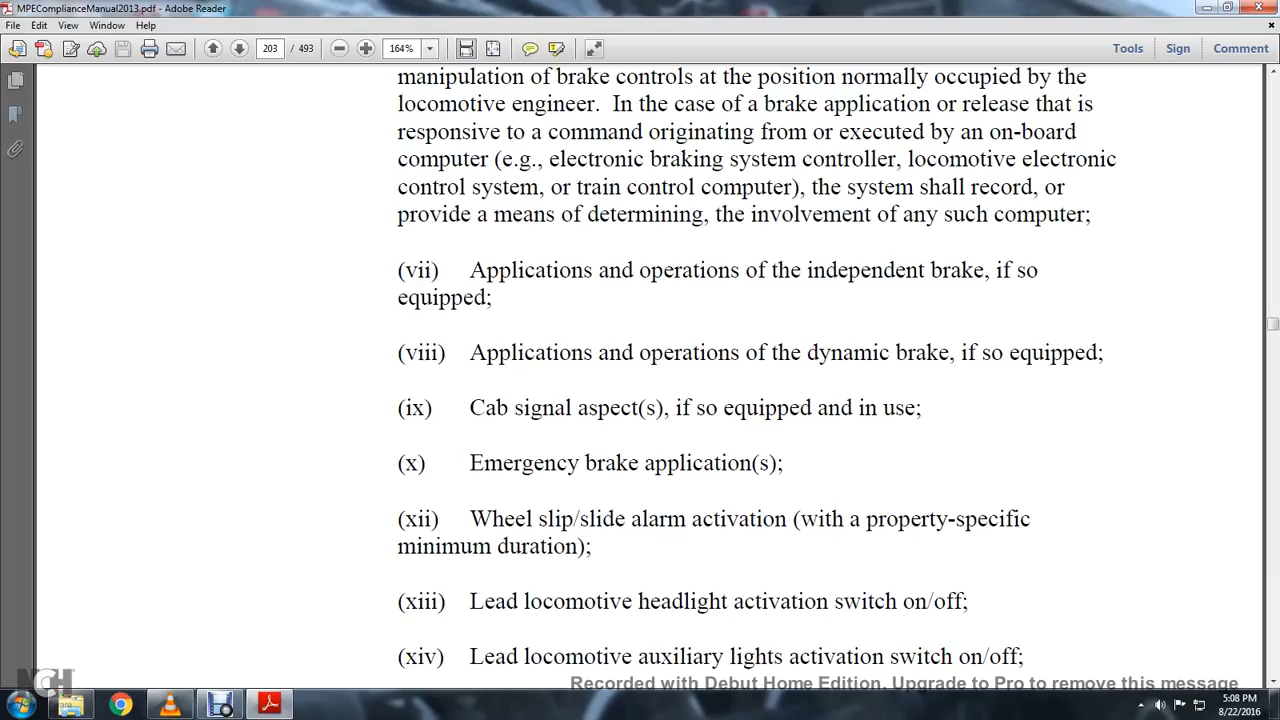 MPEComplianceManual2013.pdf - Adobe Reader
File Edit View Window Help
203 / 493 164% Tools Sign Comment
manipulation of brake controls at the position normally occupied by the
locomotive engineer. In the case of a brake application or release that is
responsive to a command originating from or executed by an on-board
computer (e.g., electronic braking system controller, locomotive electronic
control system, or train control computer), the system shall record, or
provide a means of determining, the involvement of any such computer;
(vii) Applications and operations of the independent brake, if so
equipped;
(viii) Applications and operations of the dynamic brake, if so equipped;
(ix) Cab signal aspect(s), if so equipped and in use;
(x) Emergency brake application(s);
(xii) Wheel slip/slide alarm activation (with a property-specific
minimum duration);
(xiii) Lead locomotive headlight activation switch on/off;
(xiv) Lead locomotive auxiliary lights activation switch on/off;
Recorded with Debut Home Edition. Upgrade to Pro to remove this message
NCH
5:08 PM
8/22/2016